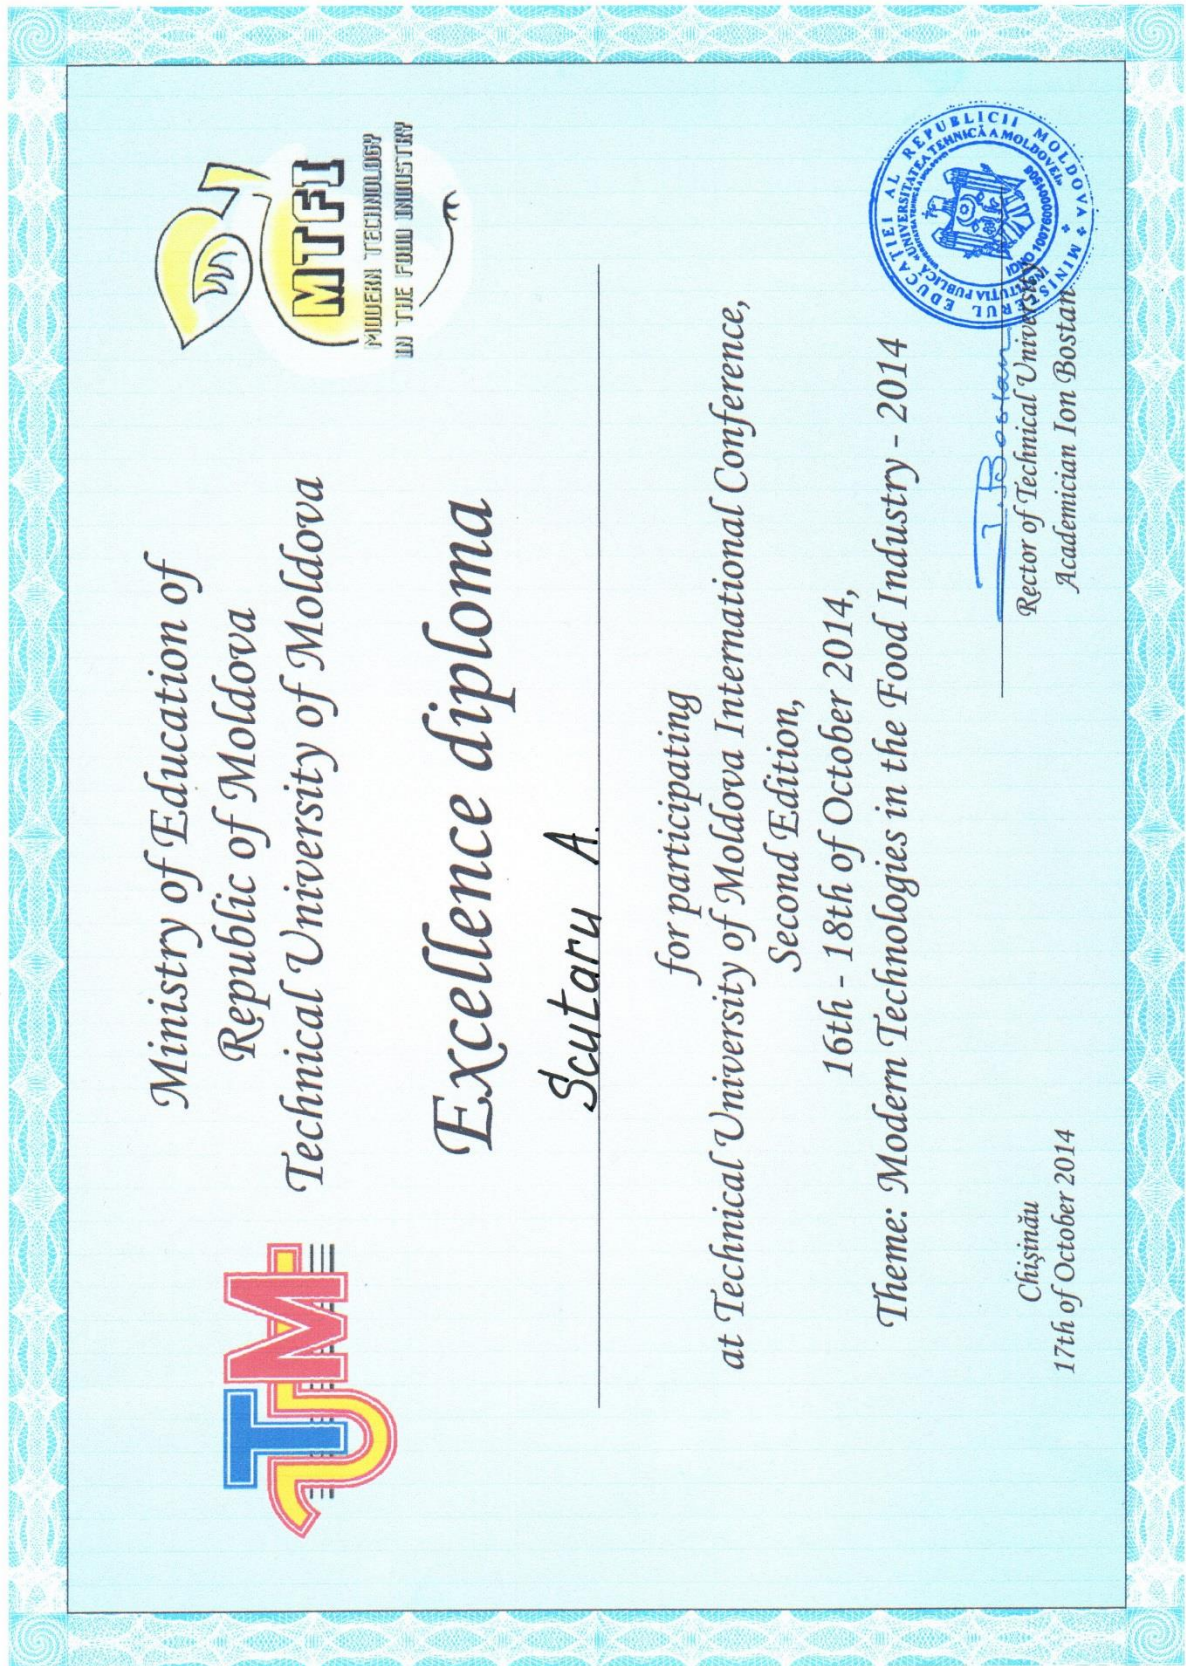 Ministry of Education of
Republic of Moldova
Technical University of Moldova
UTM
MTFI
MODERN TECHNOLOGY
IN THE FOOD INDUSTRY
Excellence diploma
Scutaru A.
for participating
at Technical University of Moldova International Conference,
Second Edition,
16th - 18th of October 2014,
Theme: Modern Technologies in the Food Industry - 2014
Chișinău
17th of October 2014
I. Bostan
Rector of Technical University
Academician Ion Bostan
MINISTERUL EDUCAȚIEI AL REPUBLICII MOLDOVA
INSTITUȚIA PUBLICĂ «UNIVERSITATEA TEHNICĂ A MOLDOVEI»